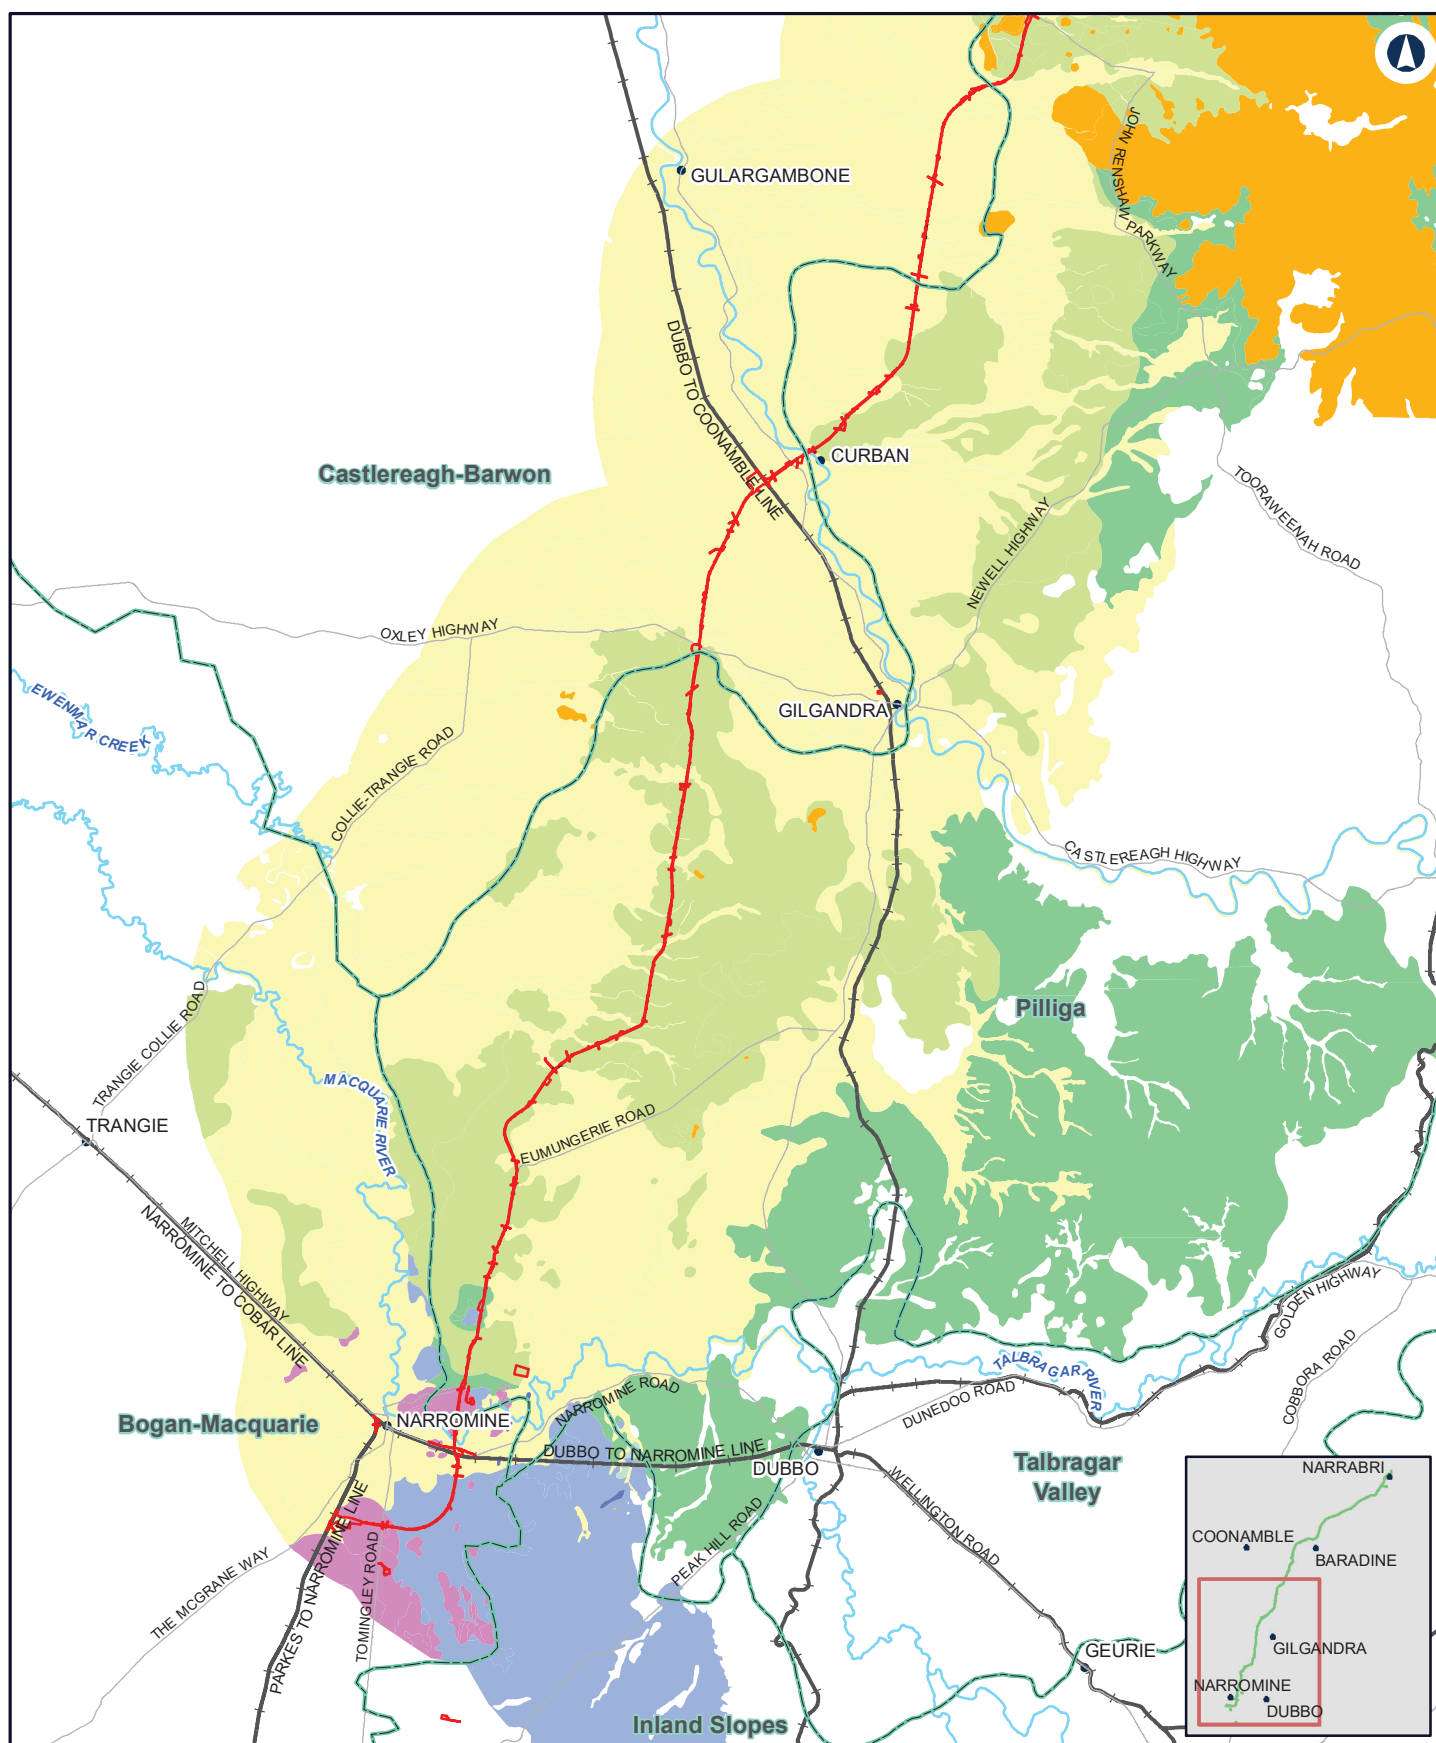 JOHN RENSHAW PARKWAY
GULARGAMBONE
DUBBO TO COONAMBLE LINE
CURBAN
Castlereagh-Barwon
TOORAWEENAH ROAD
NEWELL HIGHWAY
OXLEY HIGHWAY
EWENMAR CREEK
GILGANDRA
COLLIE-TRANGIE ROAD
CASTLEREAGH HIGHWAY
Pilliga
TRANGIE COLLIE ROAD
MACQUARIE RIVER
TRANGIE
EUMUNGERIE ROAD
MITCHELL HIGHWAY
NARROMINE TO COBAR LINE
GOLDEN HIGHWAY
COBBORA ROAD
TALBRAGAR RIVER
NARROMINE ROAD
DUNEDOO ROAD
Bogan-Macquarie
NARROMINE
DUBBO TO NARROMINE LINE
DUBBO
Talbragar
Valley
WELLINGTON ROAD
PEAK HILL ROAD
THE MCGRANE WAY
PARKES TO NARROMINE LINE
TOMINGLEY ROAD
GEURIE
Inland Slopes
NARRABRI
COONAMBLE
BARADINE
GILGANDRA
NARROMINE
DUBBO